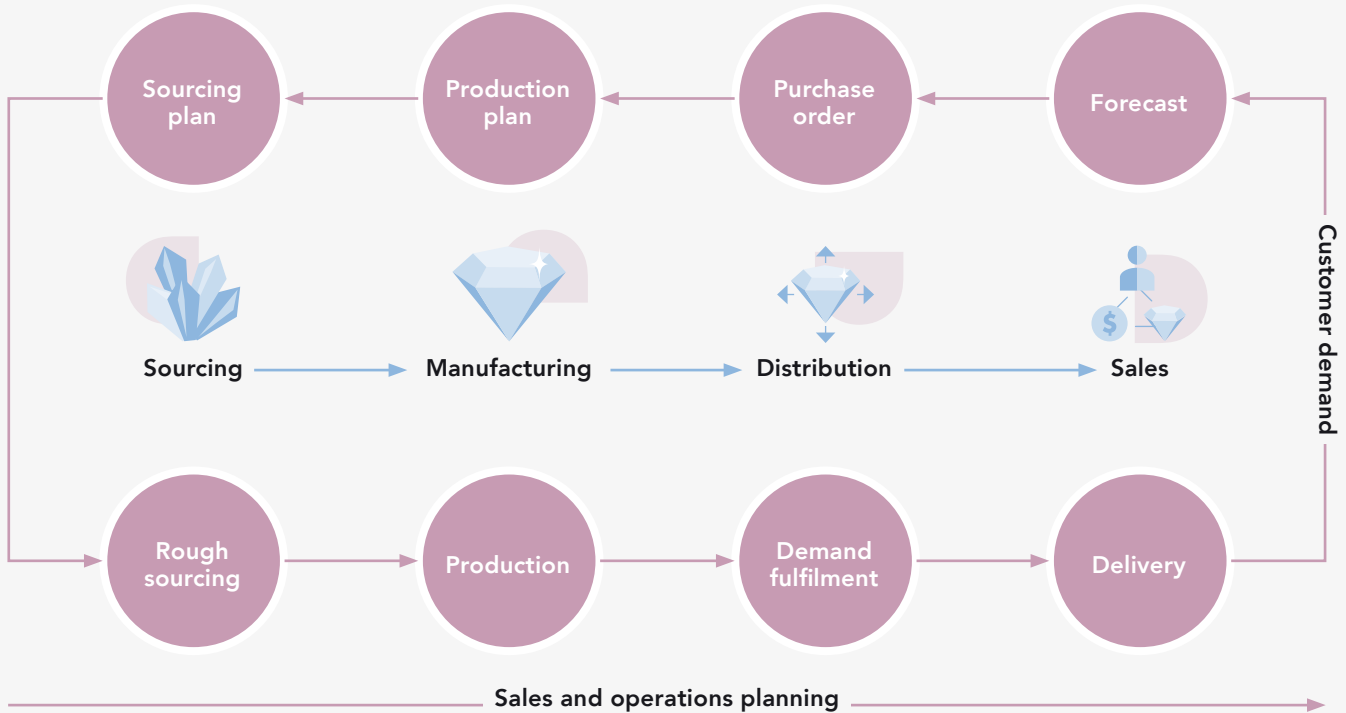 Sourcing
plan
Production
plan
Purchase
order
Forecast
Customer demand
$
Sourcing
Manufacturing
Distribution
Sales
Rough
sourcing
Production
Demand
fulfilment
Delivery
Sales and operations planning